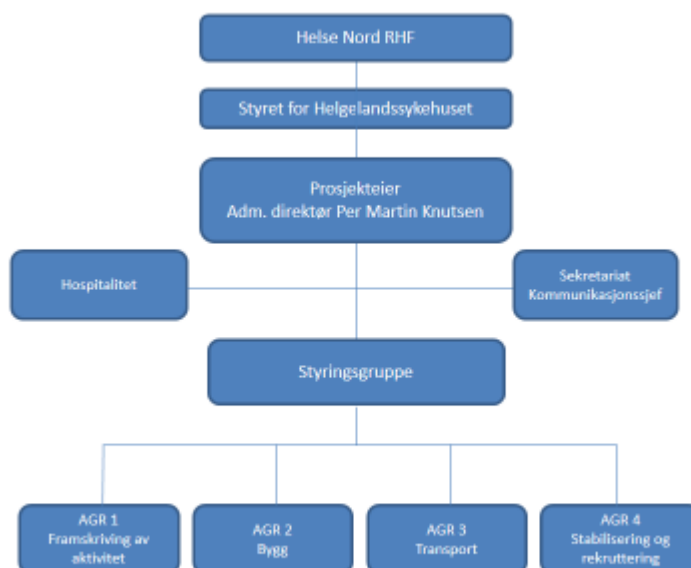 Helse Nord RHF
Styret for Helgelandssykehuset
Prosjekteier
Adm. direktør Per Martin Knutsen
Hospitalitet
Sekretariat
Kommunikasjonssjef
Styringsgruppe
AGR 1
Framskriving av
aktivitet
AGR 2
Bygg
AGR 3
Transport
AGR 4
Stabilisering og
rekruttering